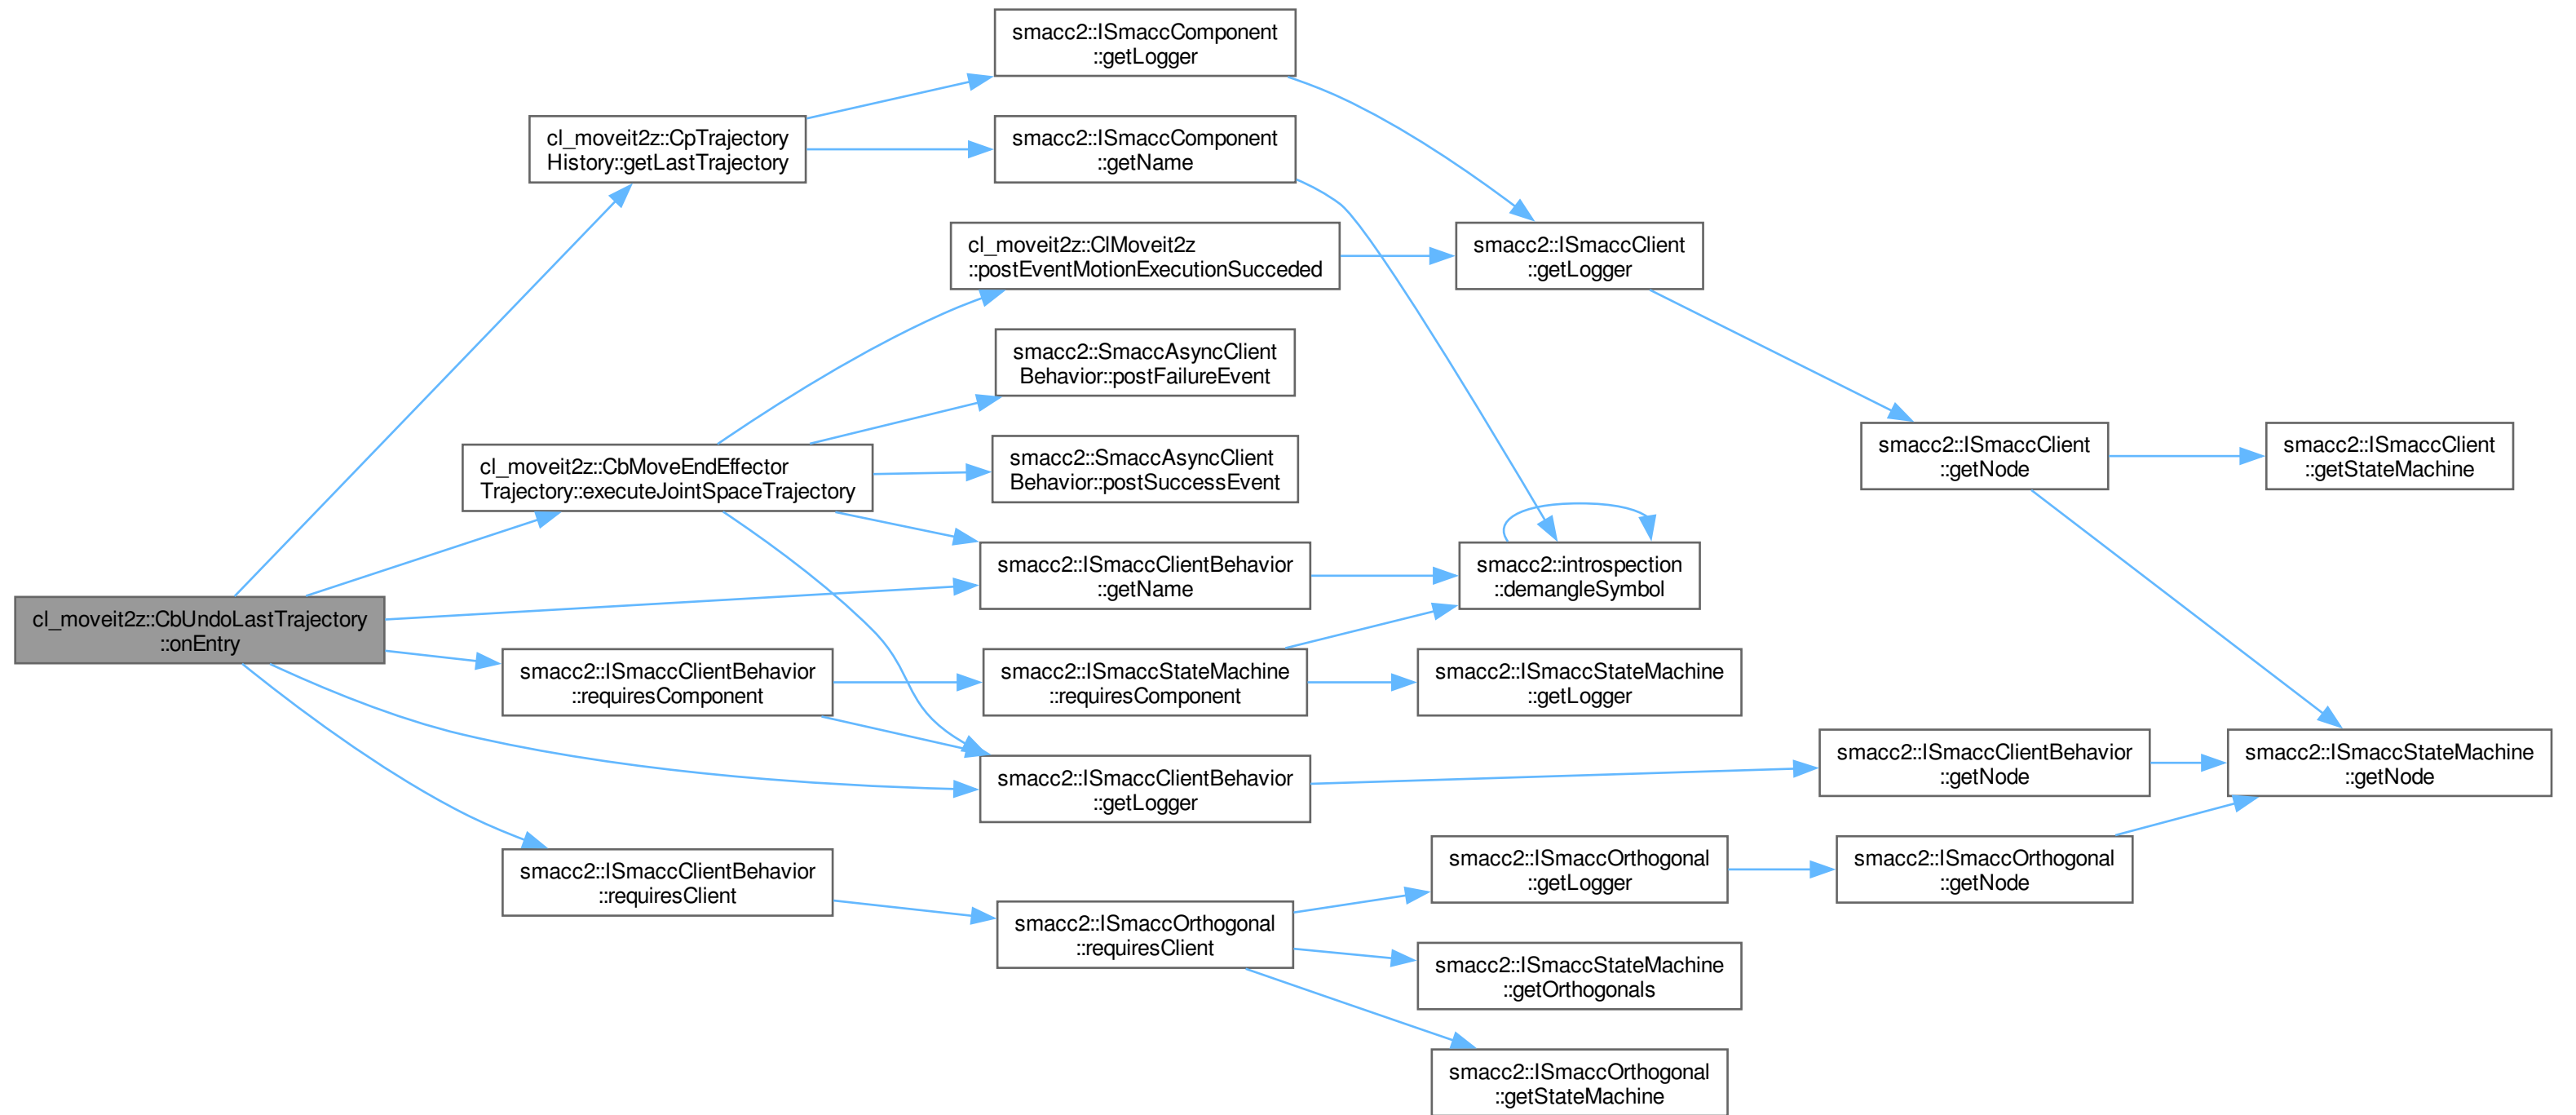 smacc2::ISmaccComponent
::getLogger
cl_moveit2z::CpTrajectory
History::getLastTrajectory
smacc2::ISmaccComponent
::getName
cl_moveit2z::ClMoveit2z
::postEventMotionExecutionSucceded
smacc2::ISmaccClient
::getLogger
smacc2::SmaccAsyncClient
Behavior::postFailureEvent
cl_moveit2z::CbMoveEndEffector
Trajectory::executeJointSpaceTrajectory
smacc2::SmaccAsyncClient
Behavior::postSuccessEvent
smacc2::ISmaccClient
::getNode
smacc2::ISmaccClient
::getStateMachine
smacc2::ISmaccClientBehavior
::getName
smacc2::introspection
::demangleSymbol
cl_moveit2z::CbUndoLastTrajectory
::onEntry
smacc2::ISmaccClientBehavior
::requiresComponent
smacc2::ISmaccStateMachine
::requiresComponent
smacc2::ISmaccStateMachine
::getLogger
smacc2::ISmaccClientBehavior
::getLogger
smacc2::ISmaccClientBehavior
::getNode
smacc2::ISmaccStateMachine
::getNode
smacc2::ISmaccClientBehavior
::requiresClient
smacc2::ISmaccOrthogonal
::requiresClient
smacc2::ISmaccOrthogonal
::getLogger
smacc2::ISmaccOrthogonal
::getNode
smacc2::ISmaccStateMachine
::getOrthogonals
smacc2::ISmaccOrthogonal
::getStateMachine